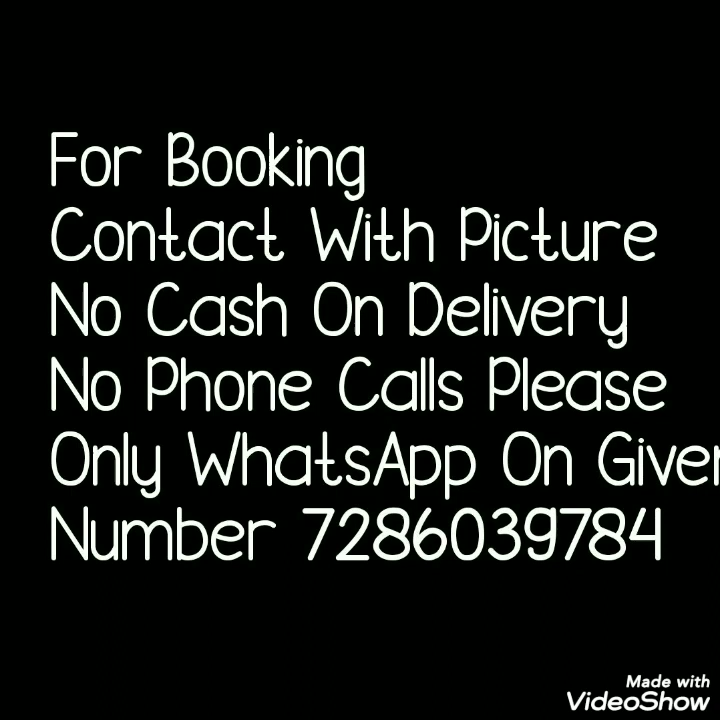 For Booking
Contact With Picture
No Cash On Delivery
No Phone Calls Please
Only WhatsApp On Given
Number 7286039784
Made with
VideoShow